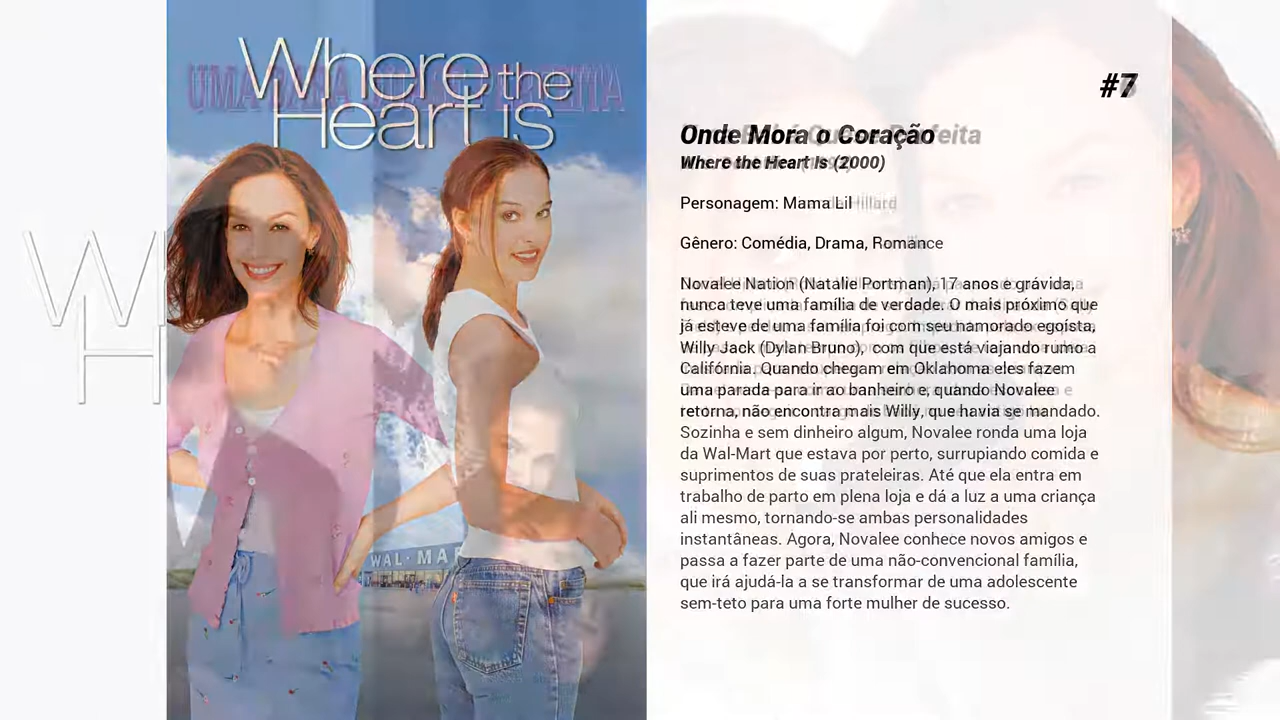 Where the
Heart is
WAL·MAR
W
H
#7
Onde Mora o Coração
Where the Heart Is (2000)
Personagem: Mama Lil
Gênero: Comédia, Drama, Romance
Novalee Nation (Natalie Portman), 17 anos e grávida,
nunca teve uma família de verdade. O mais próximo que
já esteve de uma família foi com seu namorado egoísta,
Willy Jack (Dylan Bruno), com que está viajando rumo a
Califórnia. Quando chegam em Oklahoma eles fazem
uma parada para ir ao banheiro e, quando Novalee
retorna, não encontra mais Willy, que havia se mandado.
Sozinha e sem dinheiro algum, Novalee ronda uma loja
da Wal-Mart que estava por perto, surrupiando comida e
suprimentos de suas prateleiras. Até que ela entra em
trabalho de parto em plena loja e dá a luz a uma criança
ali mesmo, tornando-se ambas personalidades
instantâneas. Agora, Novalee conhece novos amigos e
passa a fazer parte de uma não-convencional família,
que irá ajudá-la a se transformar de uma adolescente
sem-teto para uma forte mulher de sucesso.